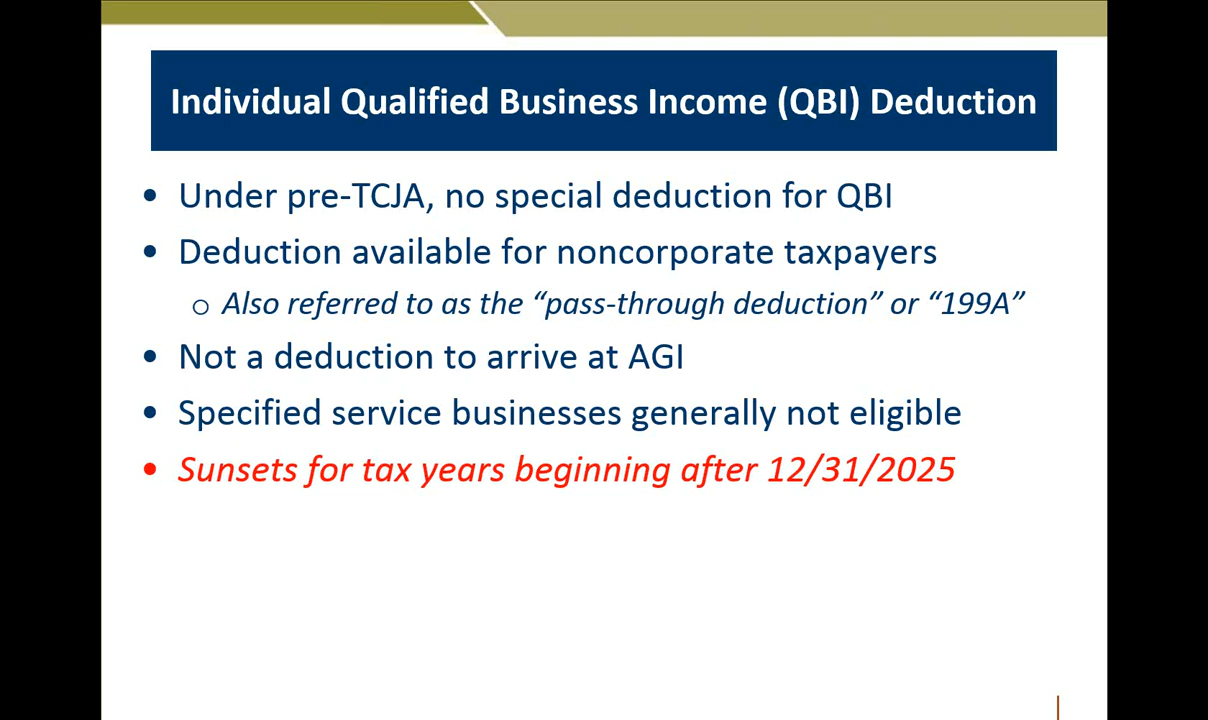 Individual Qualified Business Income (QBI) Deduction
• Under pre-TCJA, no special deduction for QBI
• Deduction available for noncorporate taxpayers
o Also referred to as the “pass-through deduction” or “199A”
• Not a deduction to arrive at AGI
• Specified service businesses generally not eligible
• Sunsets for tax years beginning after 12/31/2025